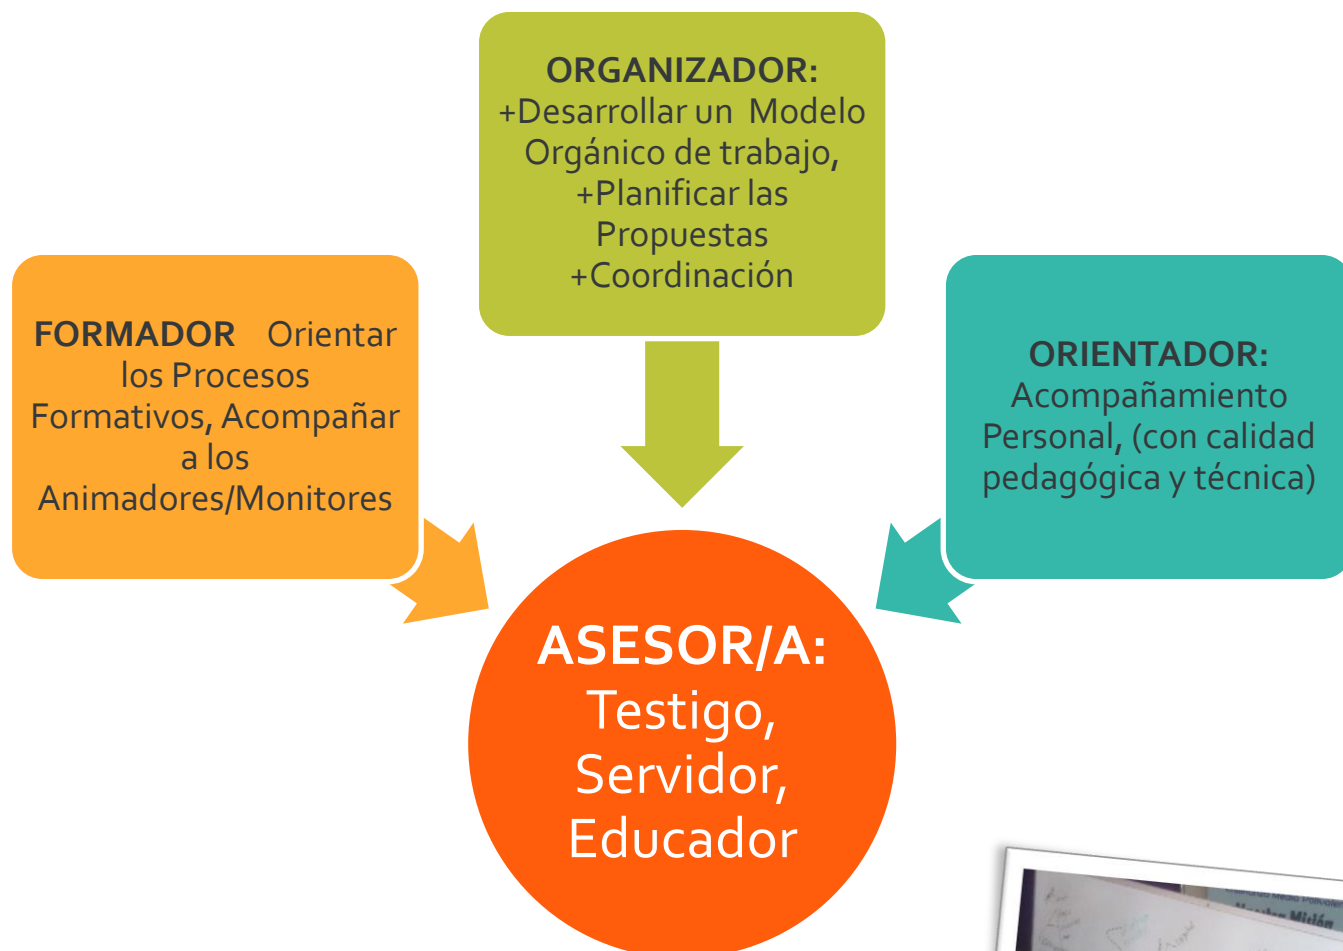 ORGANIZADOR:
+Desarrollar un Modelo
Orgánico de trabajo,
+Planificar las
Propuestas
+Coordinación
FORMADOR Orientar
los Procesos
Formativos, Acompañar
a los
Animadores/Monitores
ORIENTADOR:
Acompañamiento
Personal, (con calidad
pedagógica y técnica)
ASESOR/A:
Testigo,
Servidor,
Educador